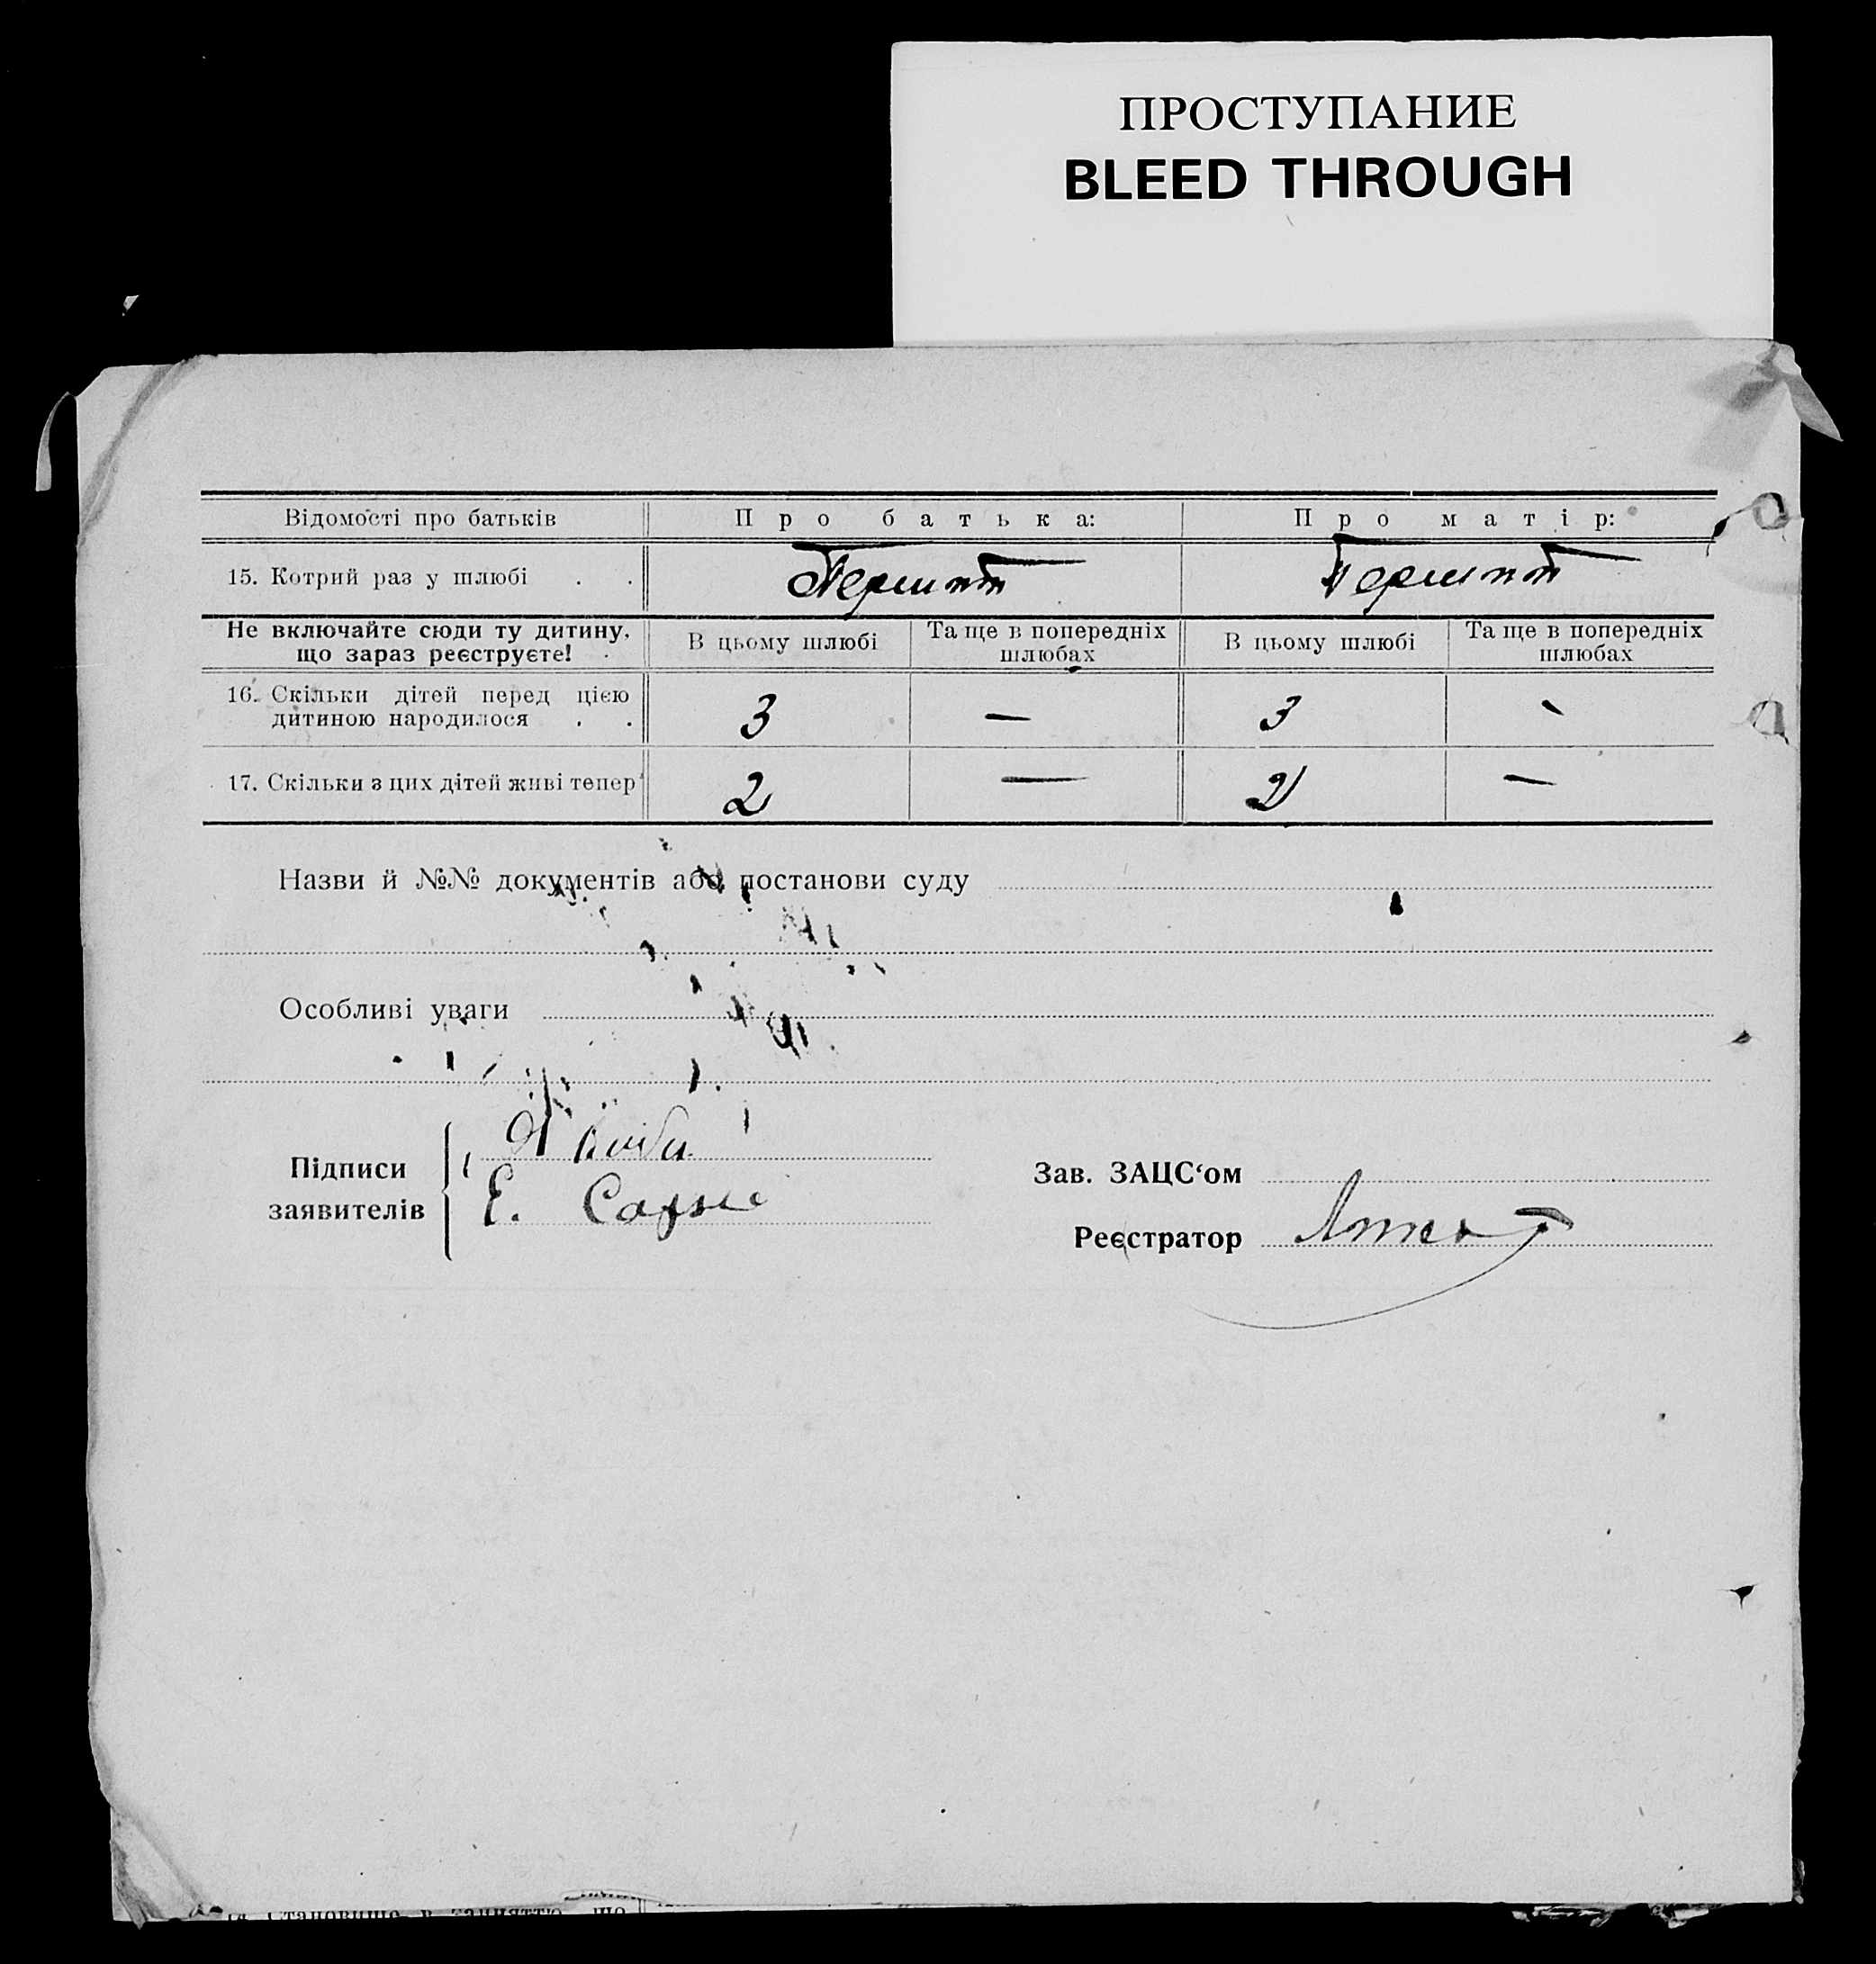 ПРОСТУПАНИЕ
BLEED THROUGH
Відомості про батьків Про батька: Про матір:
15. Котрий раз у шлюбі . .
Не включайте сюди ту дитину, що зараз реєструєте! В цьому шлюбі Та ще в попередніх шлюбах В цьому шлюбі Та ще в попередніх шлюбах
16. Скільки дітей перед цією дитиною народилося . . 3 — 3 -
17. Скільки з цих дітей живі тепер 2 — 2 —
Назви й №№ документів або постанови суду
Особливі уваги
Підписи заявителів
Е.
Зав. ЗАЦС‘ом
Реєстратор
становище в занняттю, що